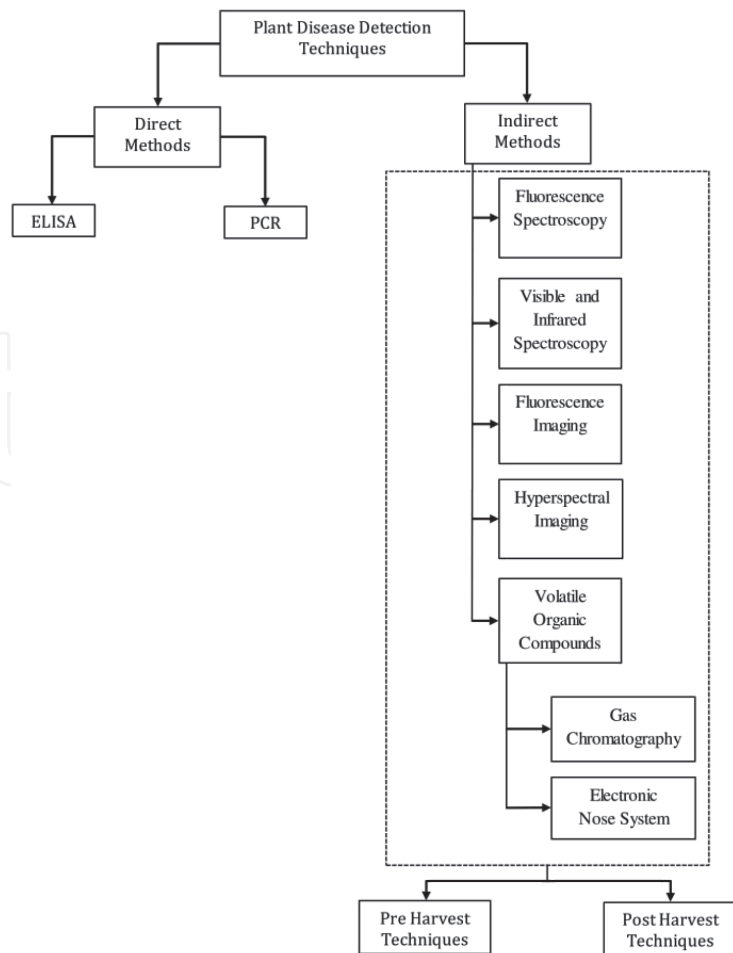 Plant Disease Detection
Techniques
Direct
Methods
Indirect
Methods
ELISA
PCR
Fluorescence
Spectroscopy
Visible and
Infrared
Spectroscopy
Fluorescence
Imaging
Hyperspectral
Imaging
Volatile
Organic
Compounds
Gas
Chromatography
Electronic
Nose System
Pre Harvest
Techniques
Post Harvest
Techniques